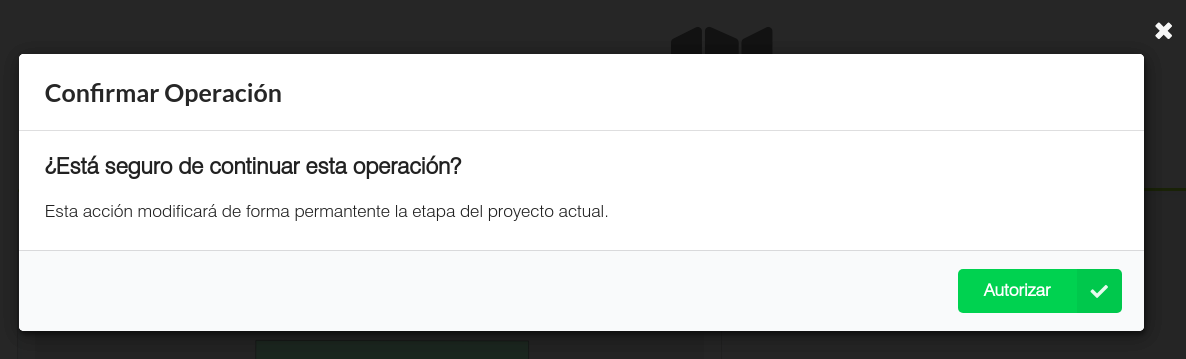 Confirmar Operación
¿Está seguro de continuar esta operación?
Esta acción modificará de forma permantente la etapa del proyecto actual.
Autorizar